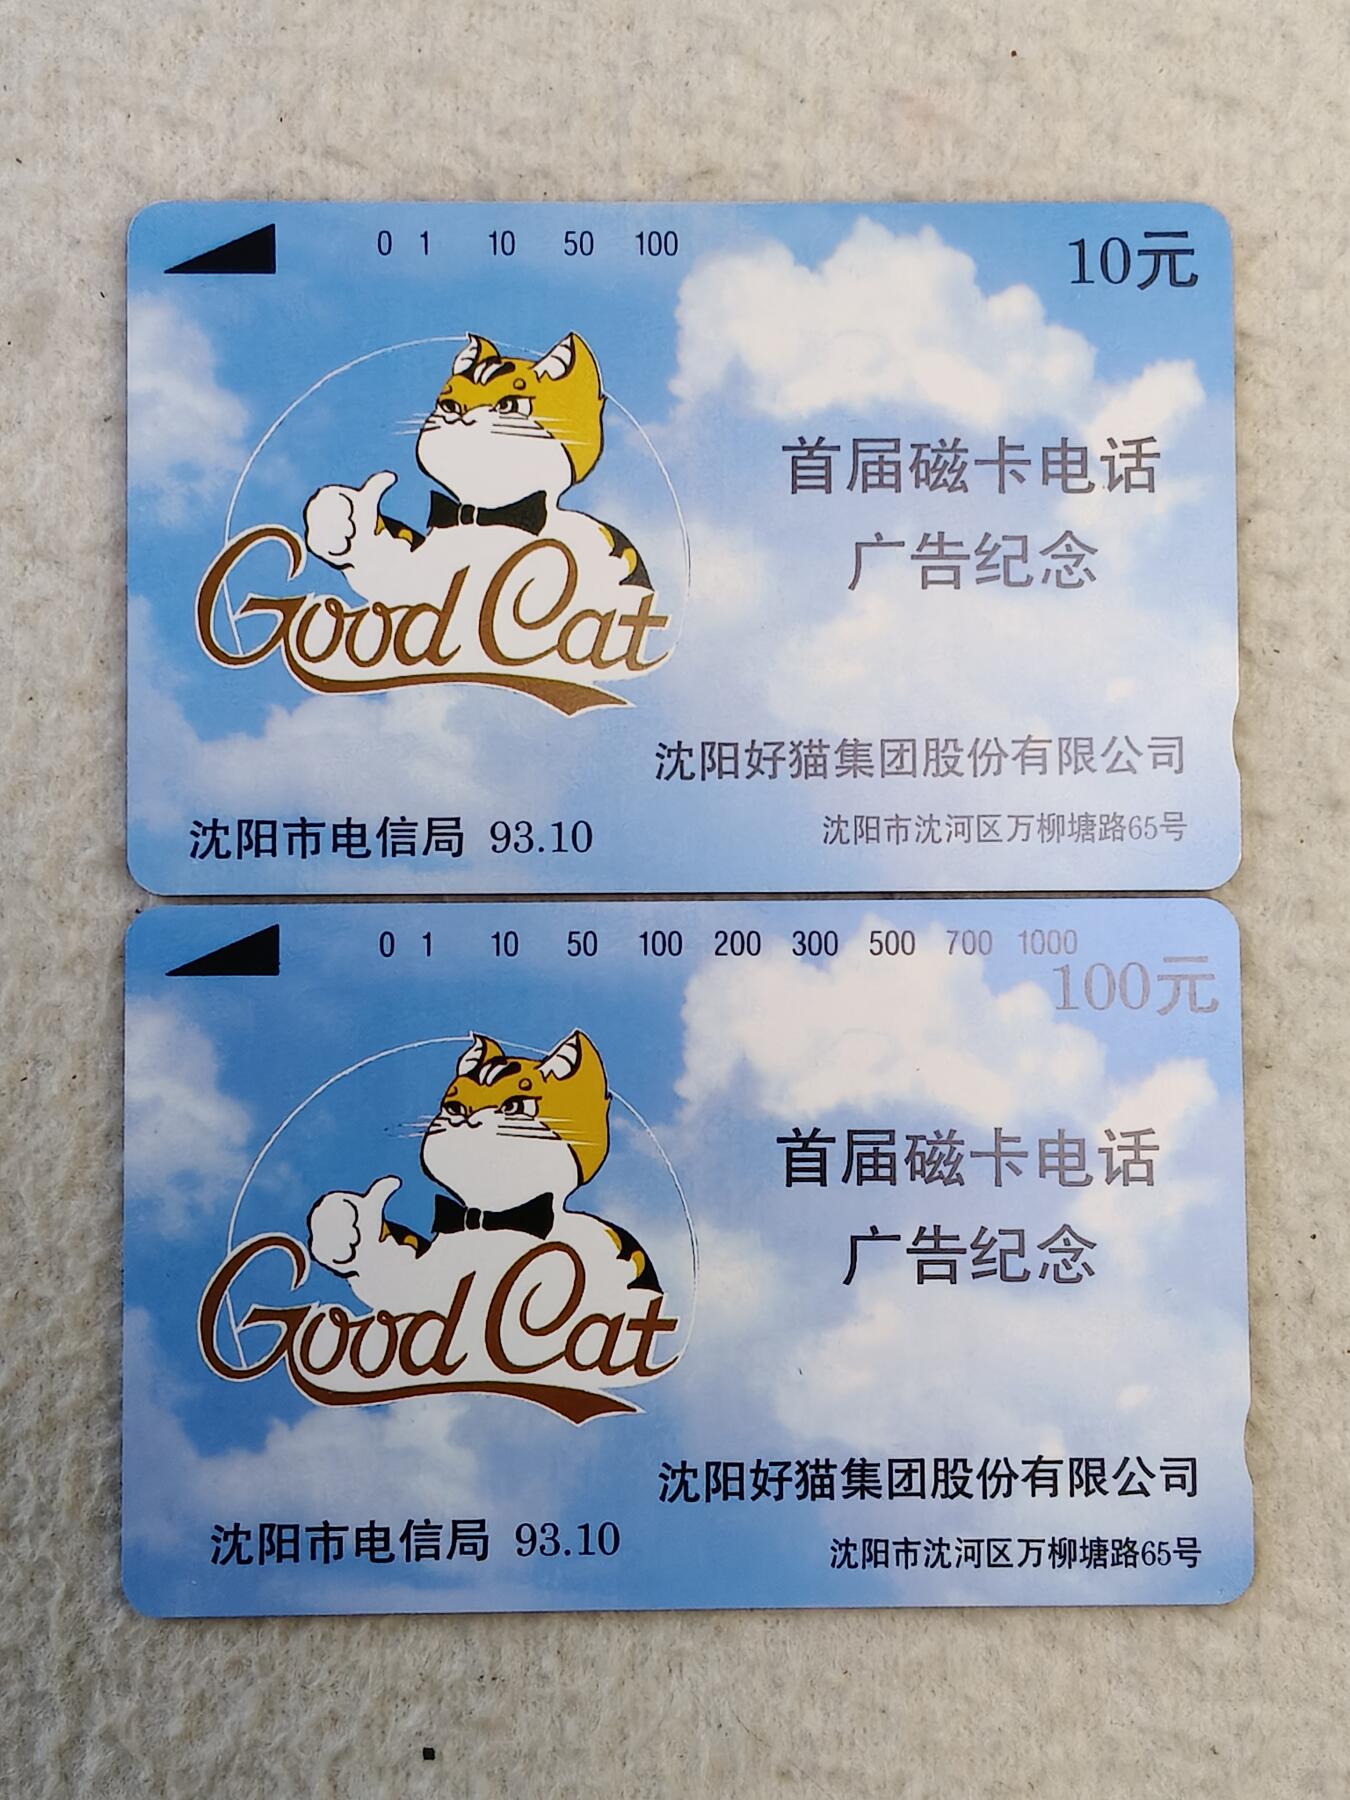 0 1 10 50 100
10元
Good Cat
首届磁卡电话
广告纪念
沈阳好猫集团股份有限公司
沈阳市电信局 93.10
沈阳市沈河区万柳塘路65号
0 1 10 50 100 200 300 500 700 1000
100元
Good Cat
首届磁卡电话
广告纪念
沈阳好猫集团股份有限公司
沈阳市电信局 93.10
沈阳市沈河区万柳塘路65号